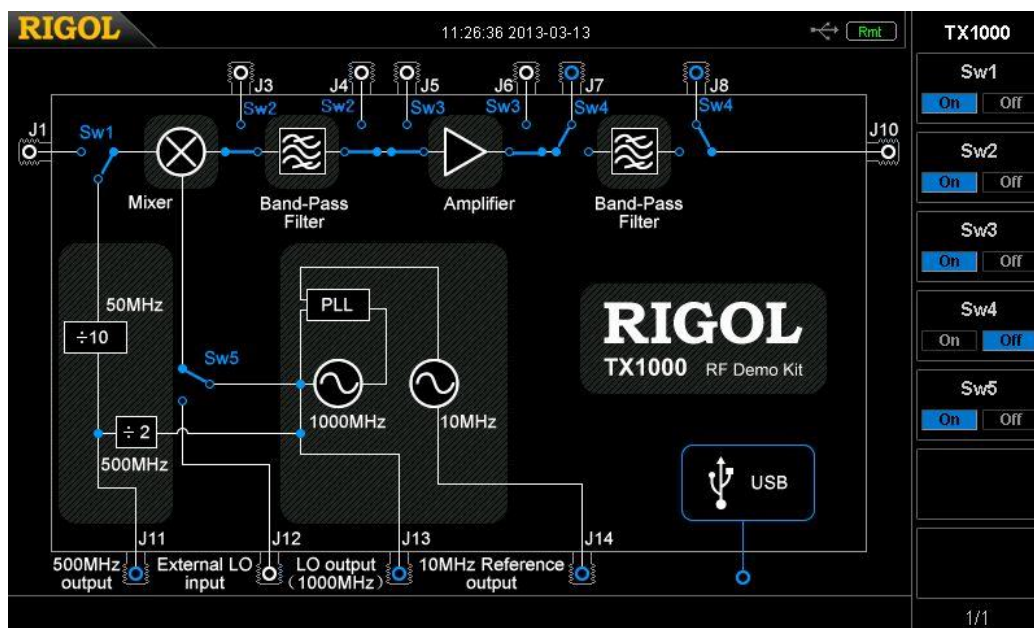 RIGOL
11:26:36 2013-03-13
Rmt
TX1000
J3
J4
J5
J6
J7
J8
Sw2
Sw2
Sw3
Sw3
Sw4
Sw4
J1
Sw1
J10
Mixer
Band-Pass
Filter
Amplifier
Band-Pass
Filter
50MHz
÷10
÷ 2
500MHz
Sw5
PLL
1000MHz
10MHz
RIGOL
TX1000 RF Demo Kit
USB
J11
J12
J13
J14
500MHz
output
External LO
input
LO output
(1000MHz)
10MHz Reference
output
Sw1
On Off
Sw2
On Off
Sw3
On Off
Sw4
On Off
Sw5
On Off
1/1